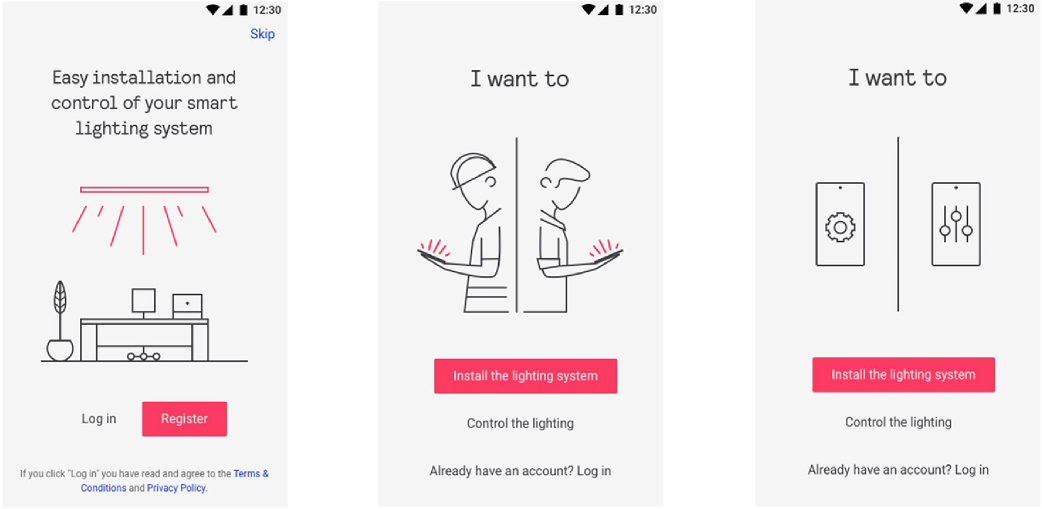 12:30
Skip
Easy installation and
control of your smart
lighting system
Log in
Register
If you click "Log in" you have read and agree to the Terms &
Conditions and Privacy Policy.
12:30
I want to
Install the lighting system
Control the lighting
Already have an account? Log in
12:30
I want to
Install the lighting system
Control the lighting
Already have an account? Log in